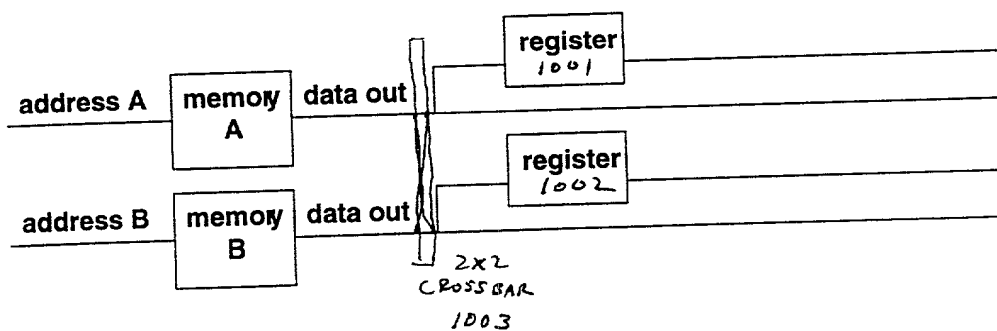 register
1001
address A
memory
A
data out
register
1002
address B
memory
B
data out
2x2
CROSSBAR
1003